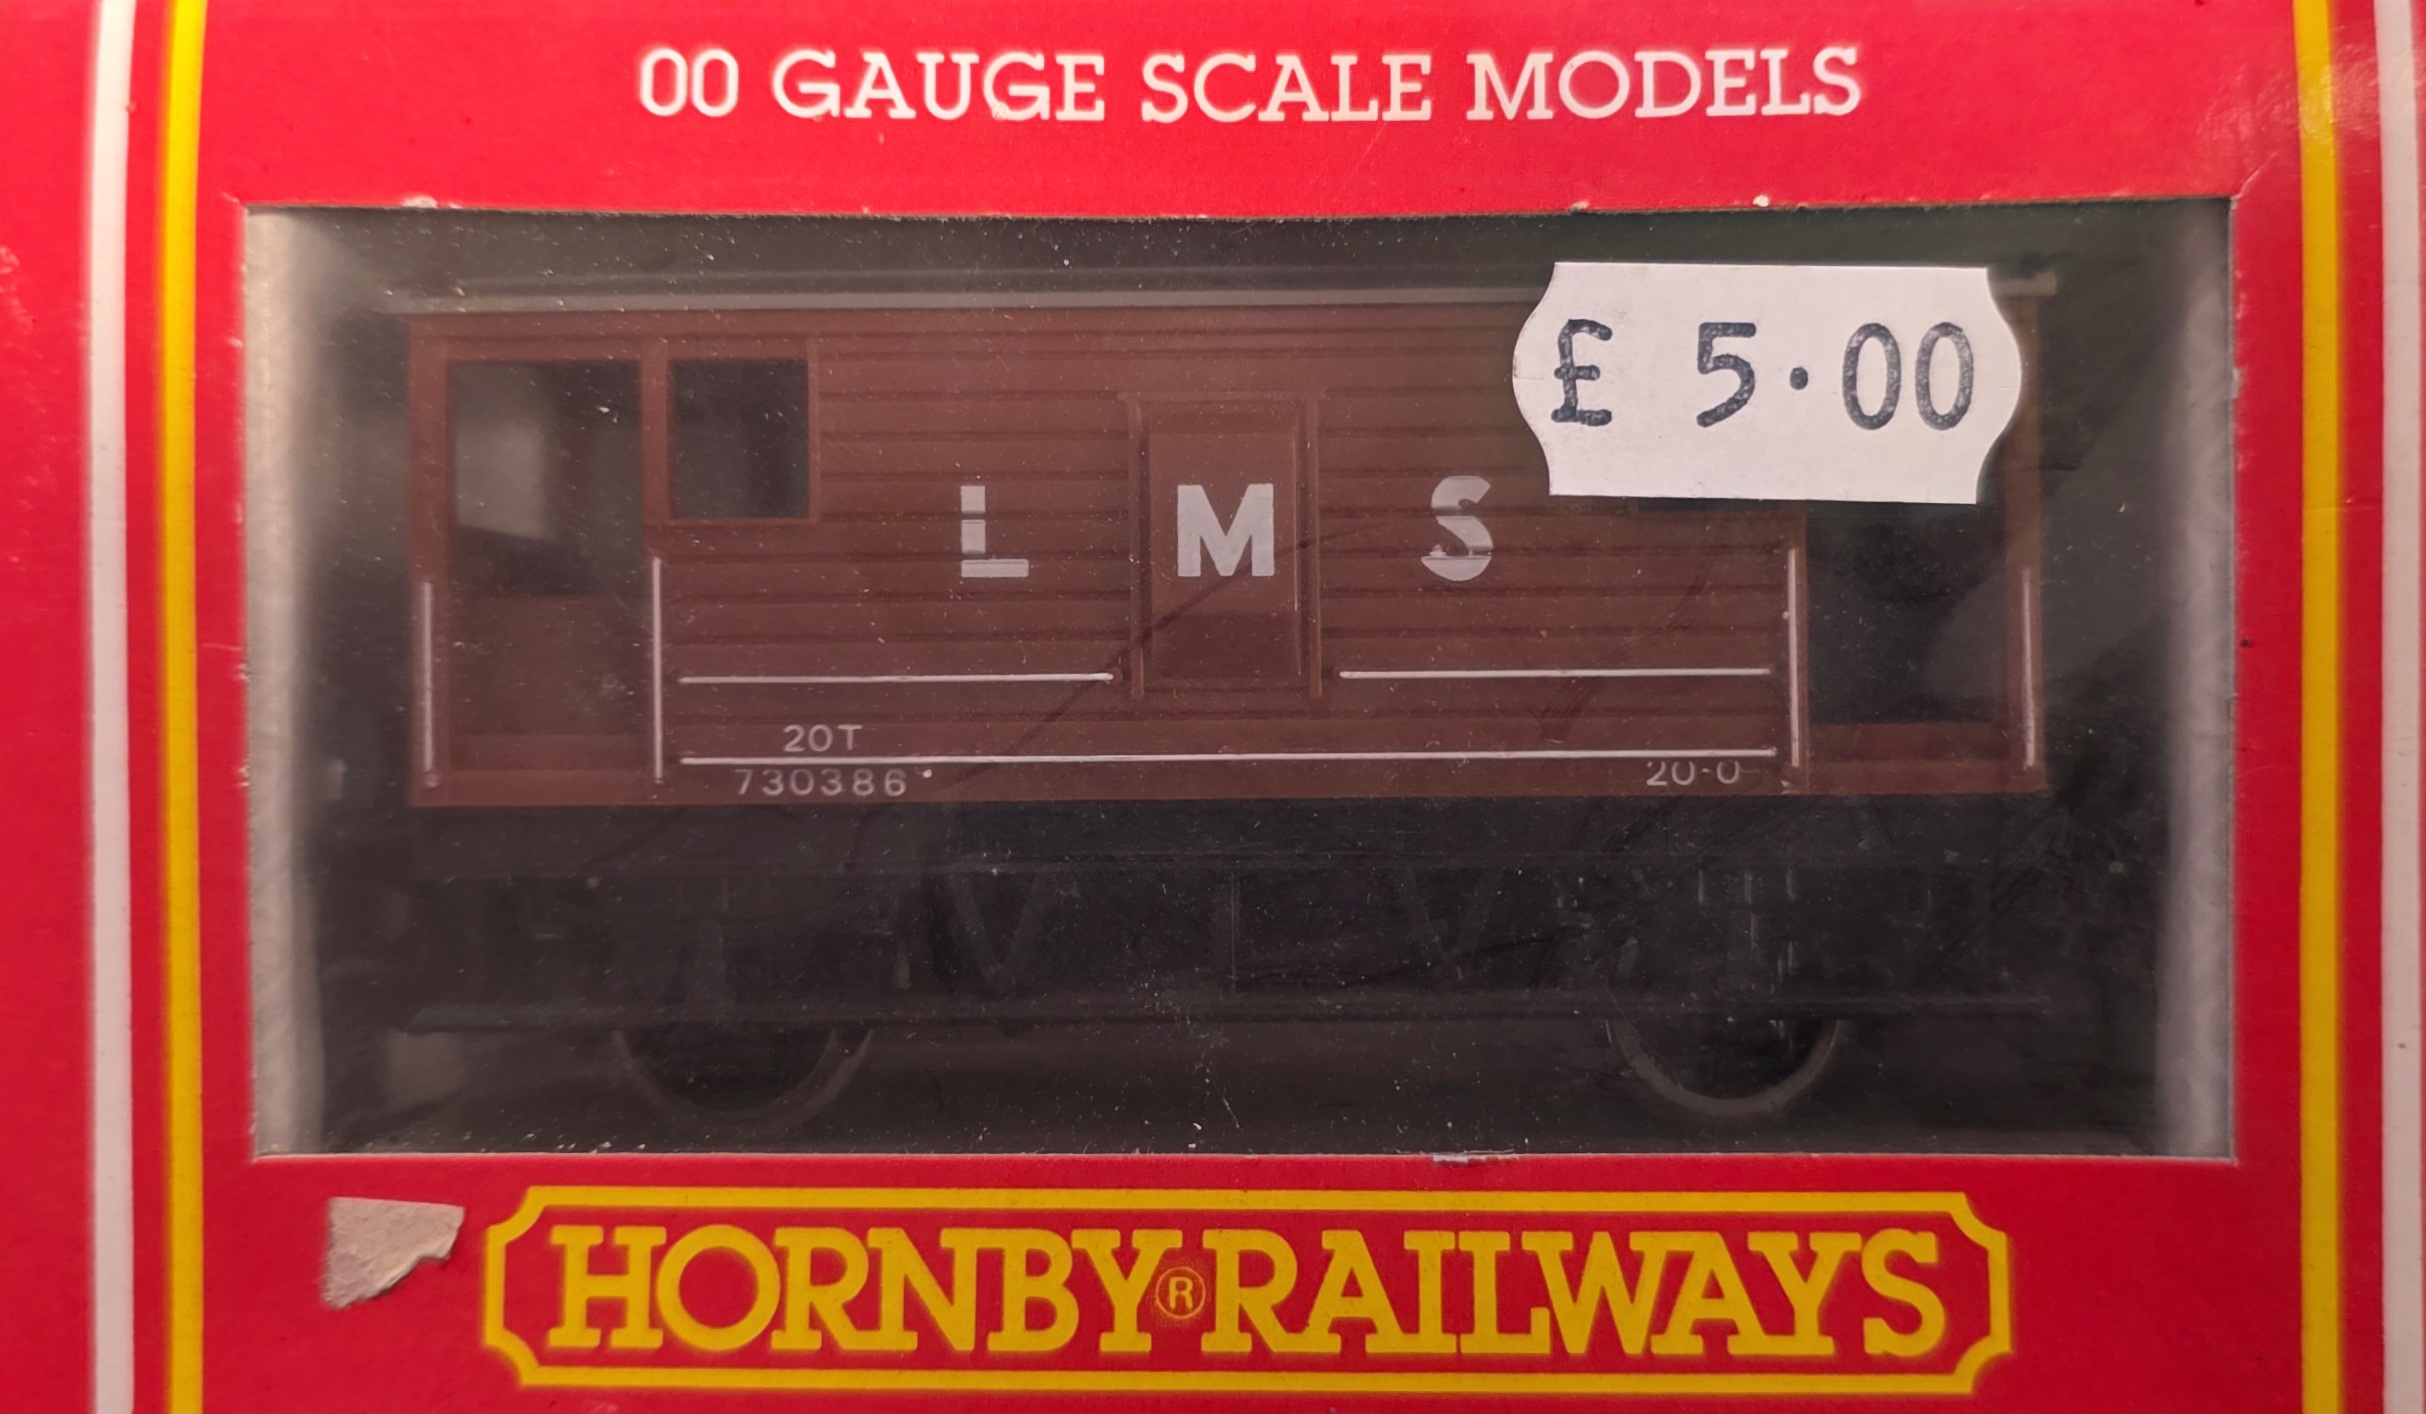 00 GAUGE SCALE MODELS
£ 5·00
L M S
20T
730386
20-0
HORNBY® RAILWAYS